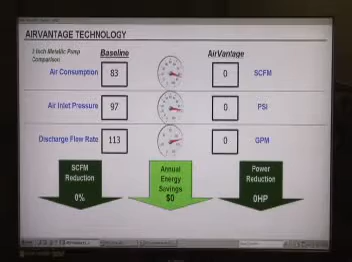 AIRVANTAGE TECHNOLOGY
3 Inch Metallic Pump
Comparison
Baseline
AirVantage
Air Consumption
83
0
SCFM
Air Inlet Pressure
97
0
PSI
Discharge Flow Rate
113
0
GPM
SCFM
Reduction
0%
Annual
Energy
Savings
$0
Power
Reduction
0HP